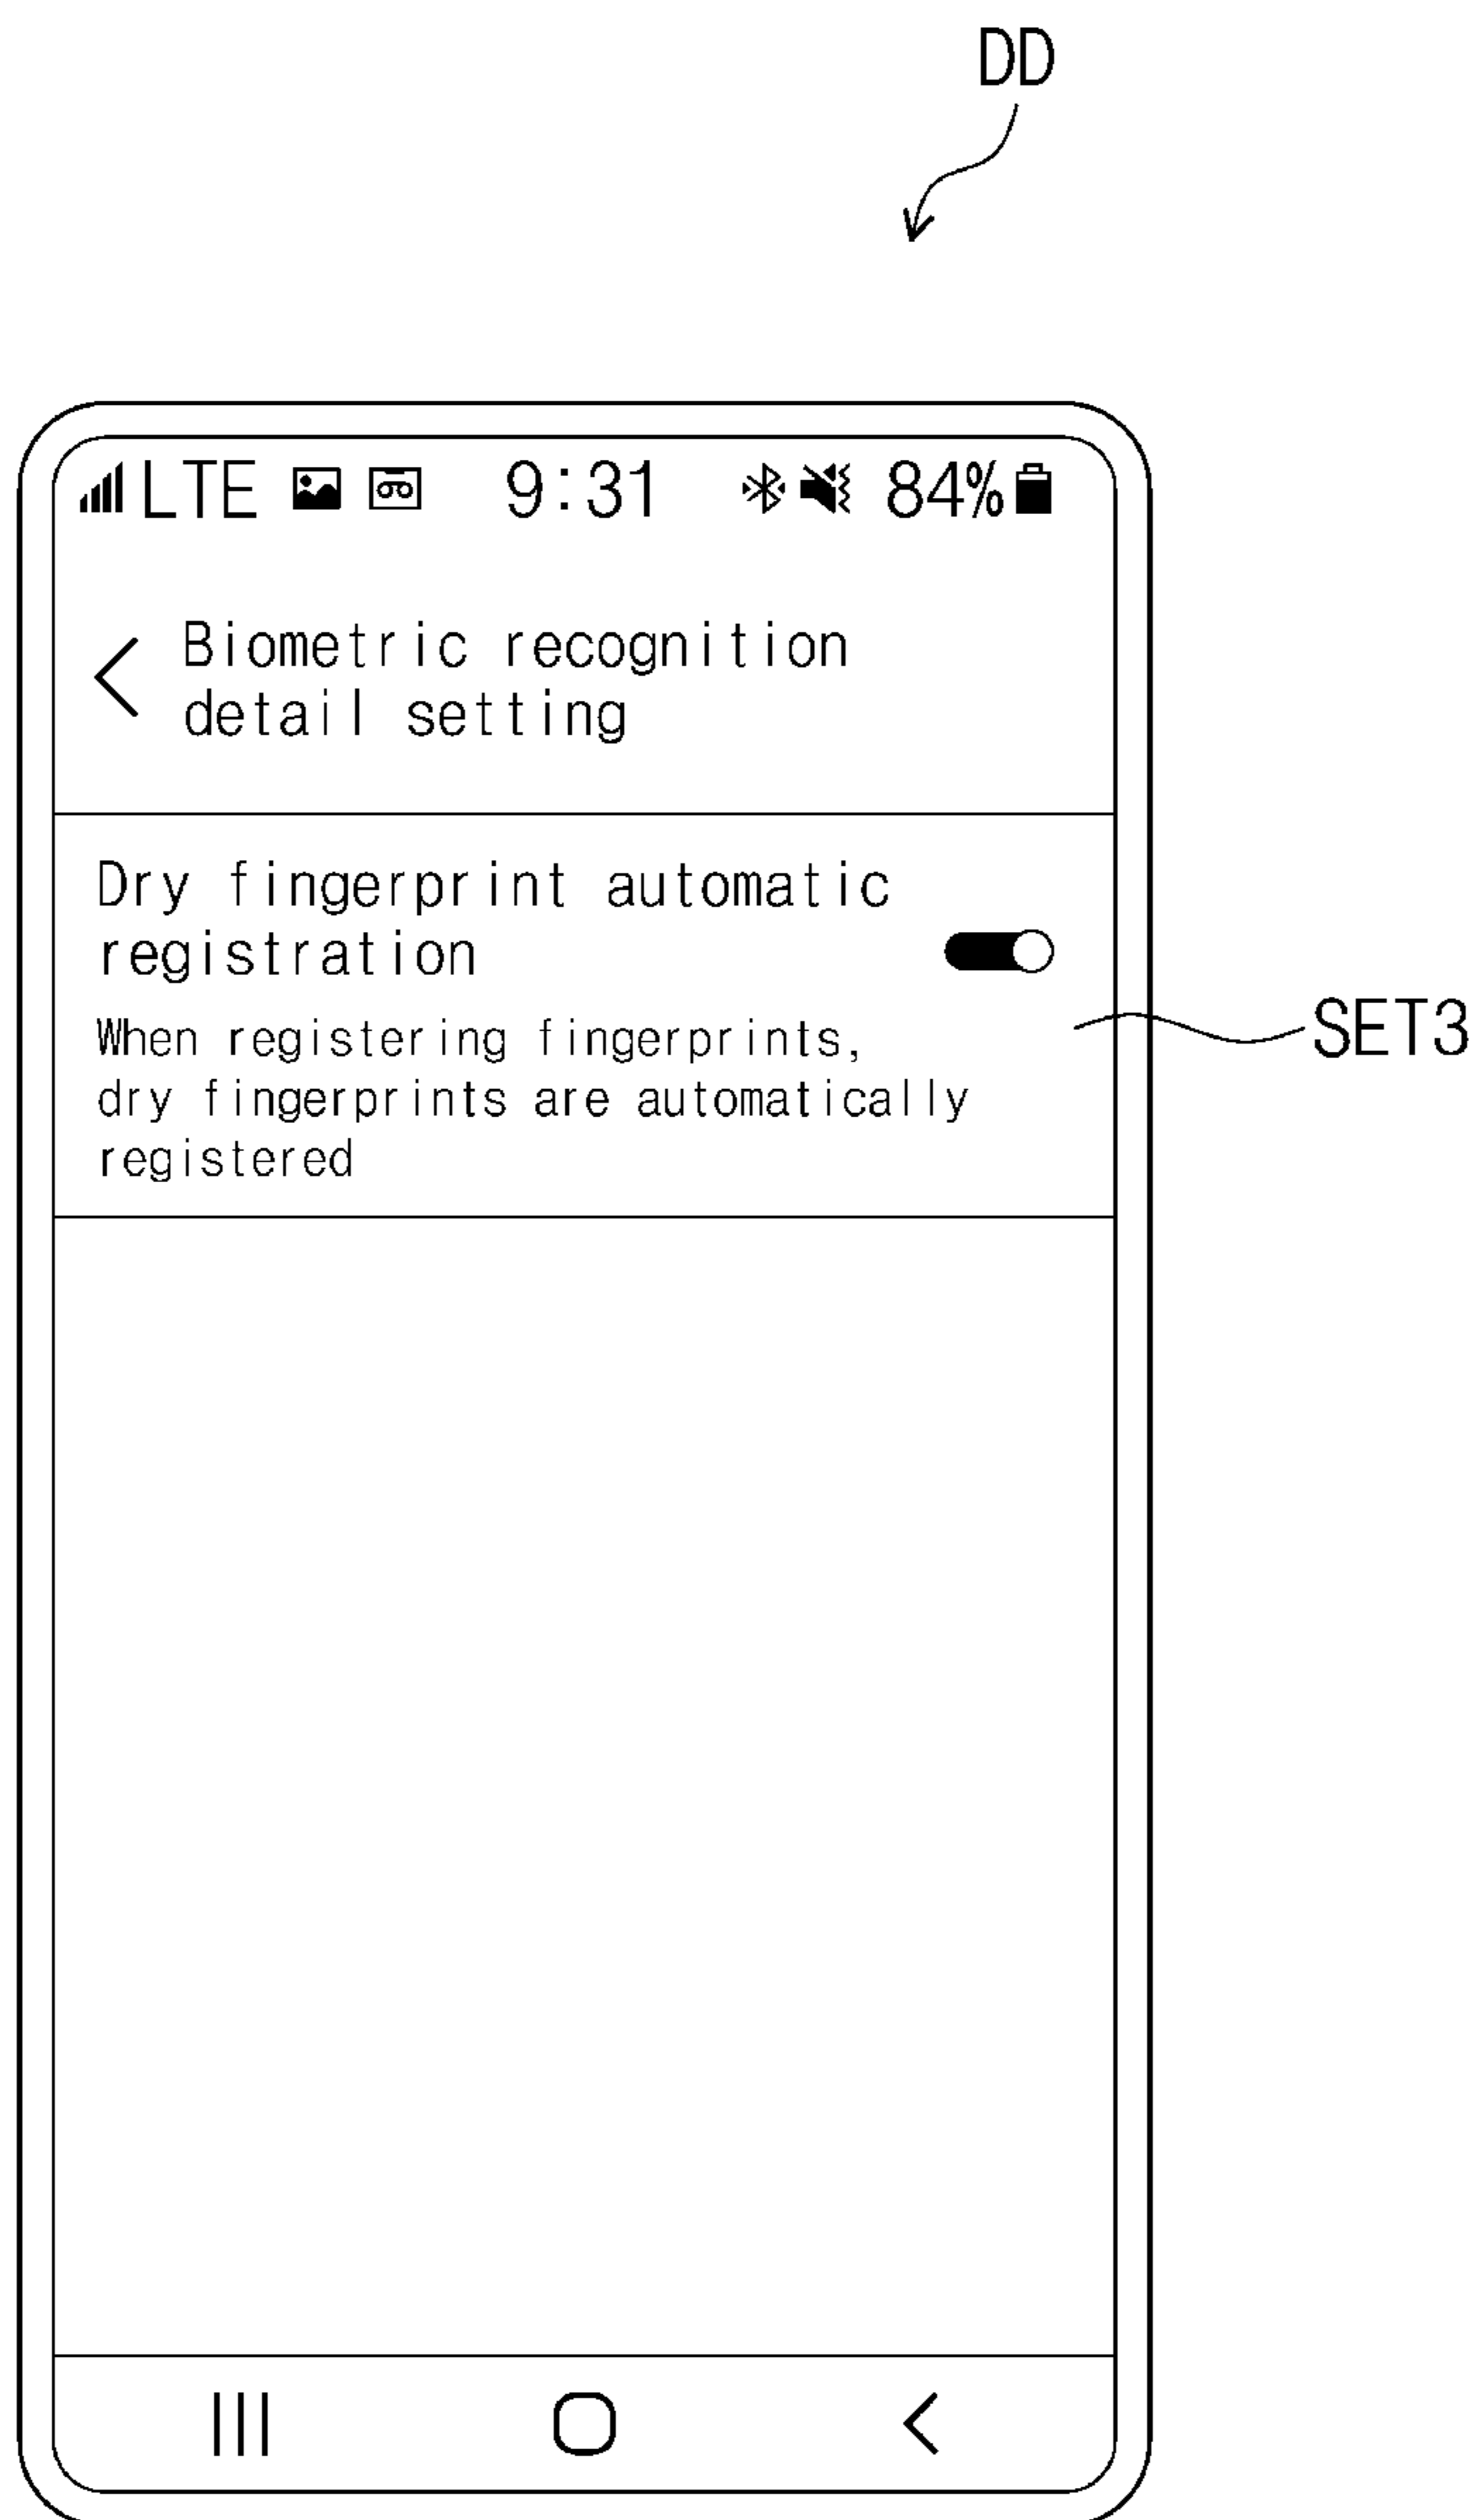 DD
LTE 9:31 84%
Biometric recognition
detail setting
Dry fingerprint automatic
registration
When registering fingerprints,
dry fingerprints are automatically
registered
SET3